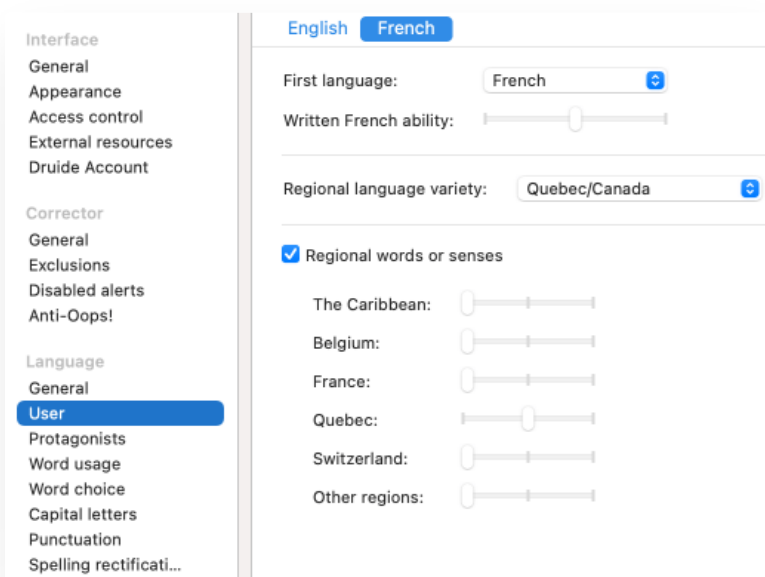 Interface
General
Appearance
Access control
External resources
Druide Account
Corrector
General
Exclusions
Disabled alerts
Anti-Oops!
Language
General
User
Protagonists
Word usage
Word choice
Capital letters
Punctuation
Spelling rectificati...
English French
First language: French
Written French ability:
Regional language variety: Quebec/Canada
Regional words or senses
The Caribbean:
Belgium:
France:
Quebec:
Switzerland:
Other regions: